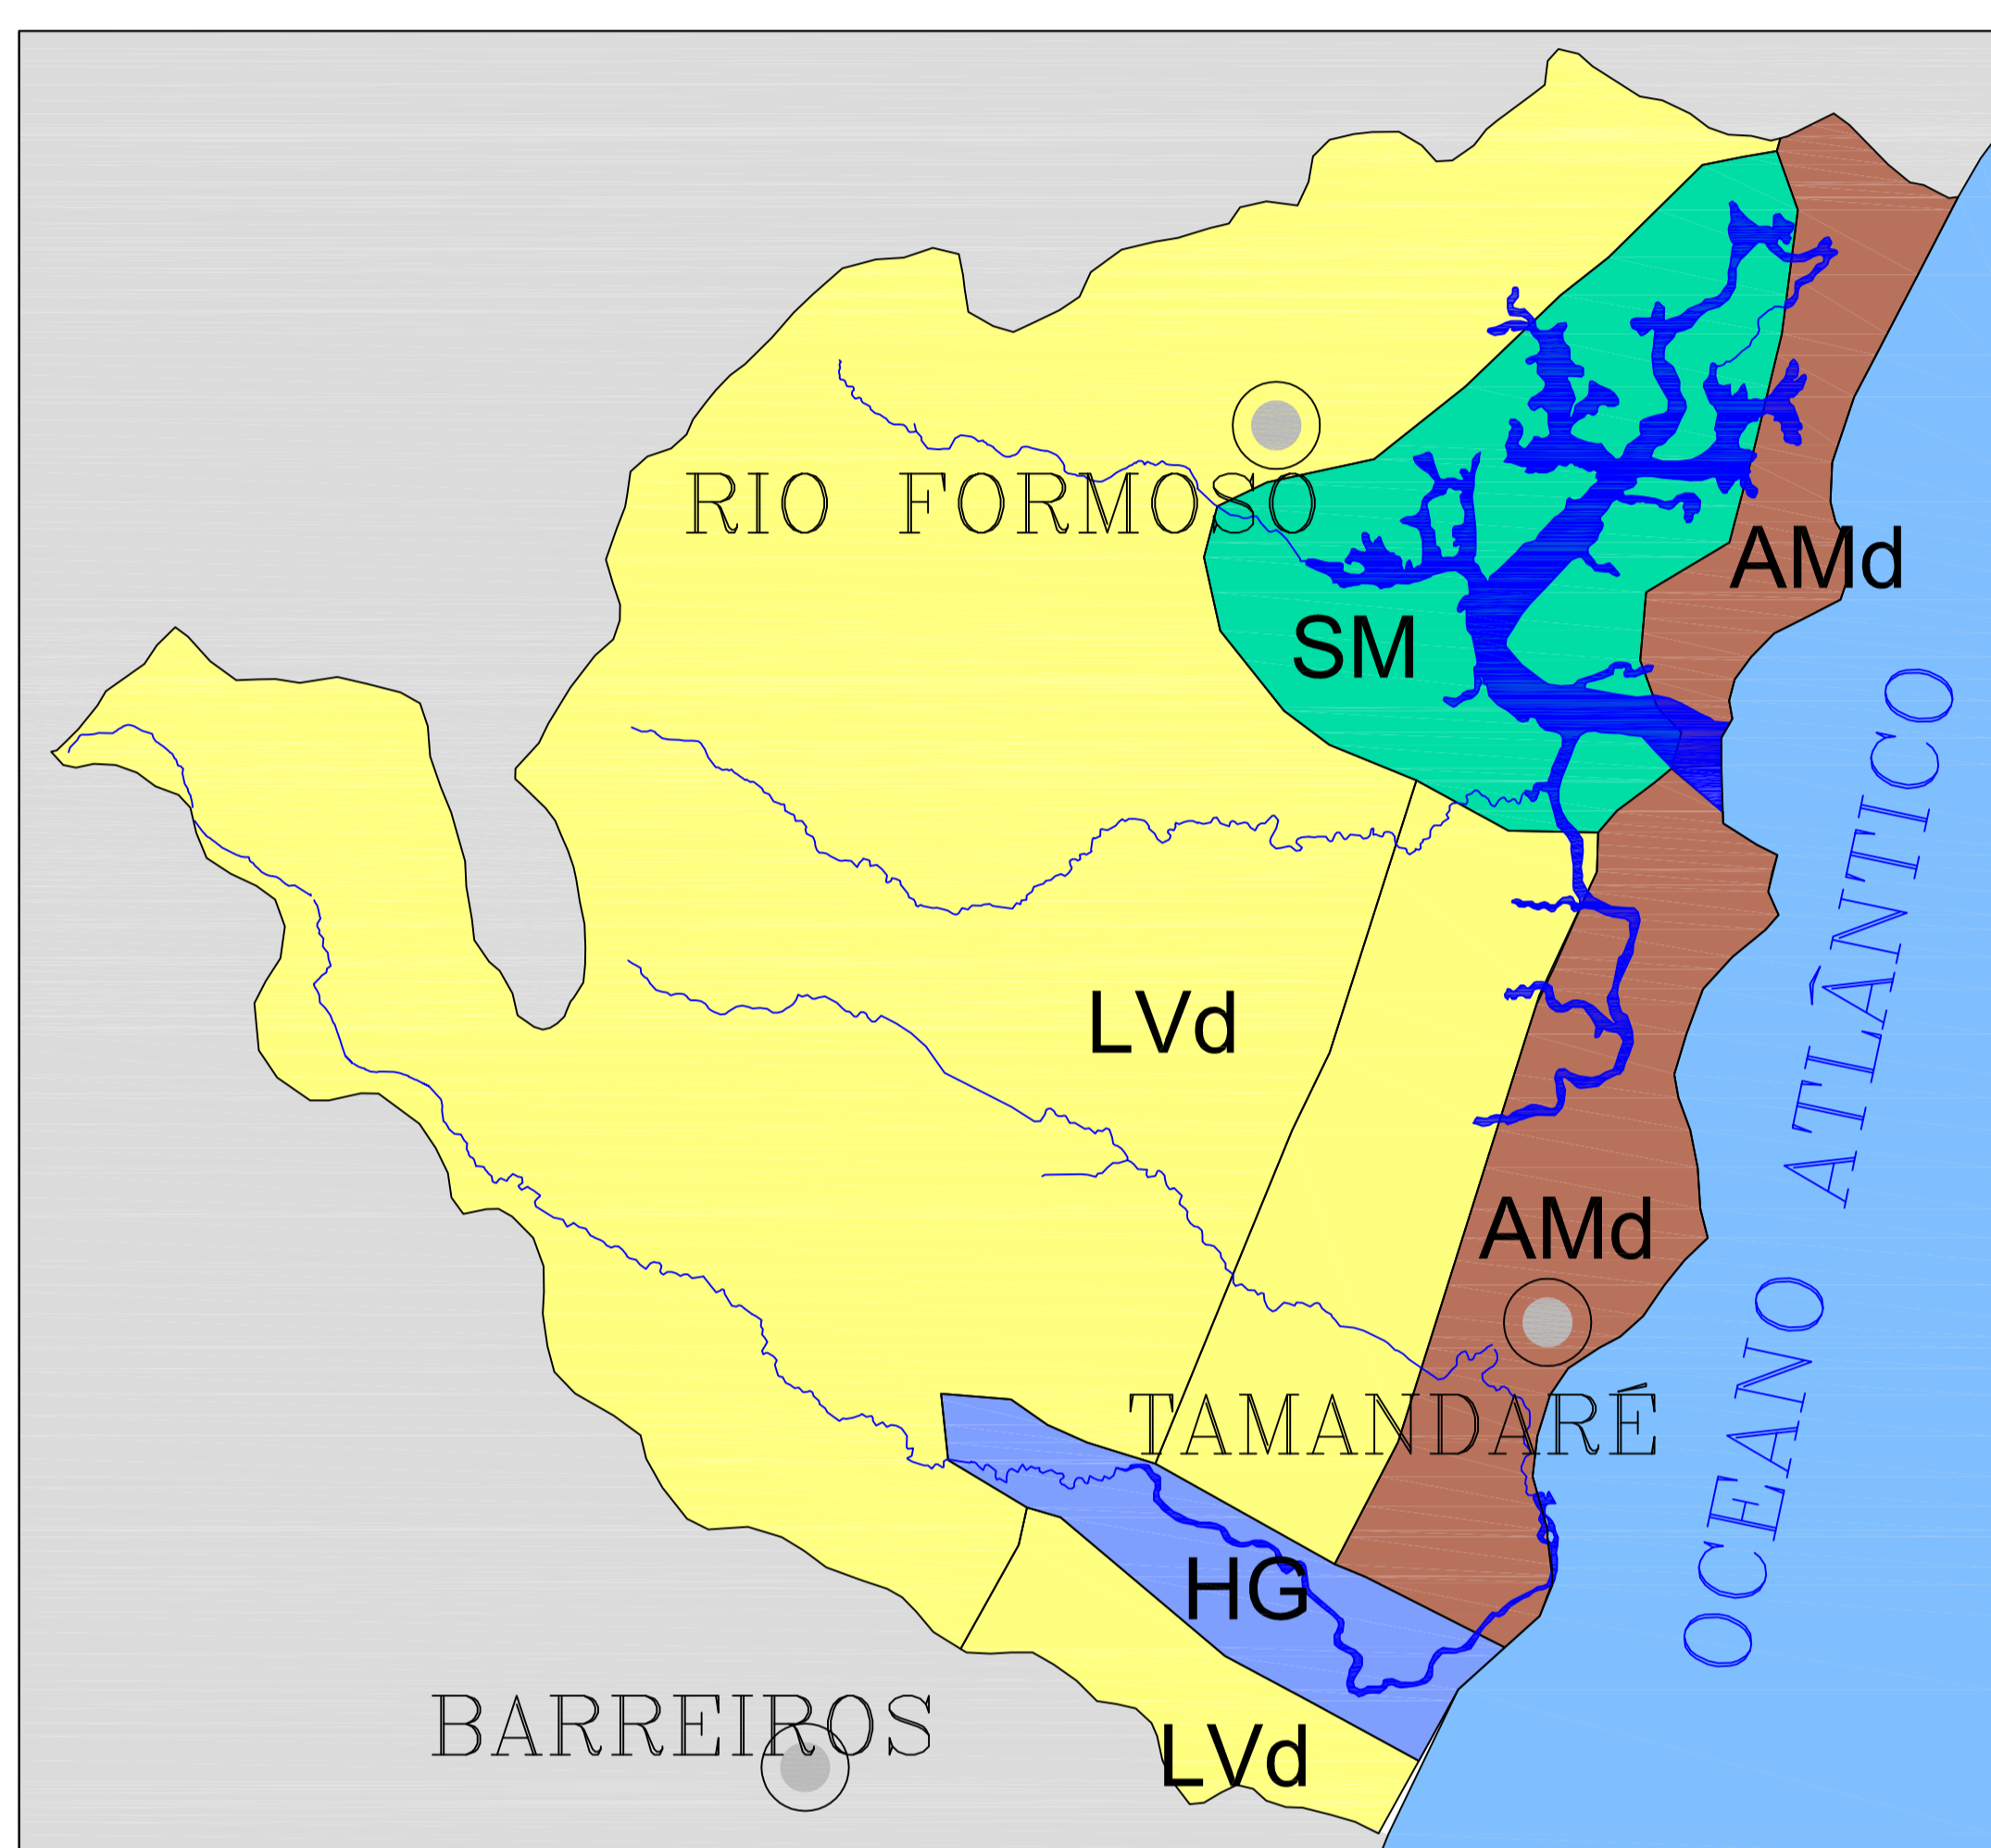 RIO FORMOSO
AMd
SM
LVd
AMd
TAMANDARÉ
OCEANO ATLÂNTICO
HG
BARREIROS
LVd